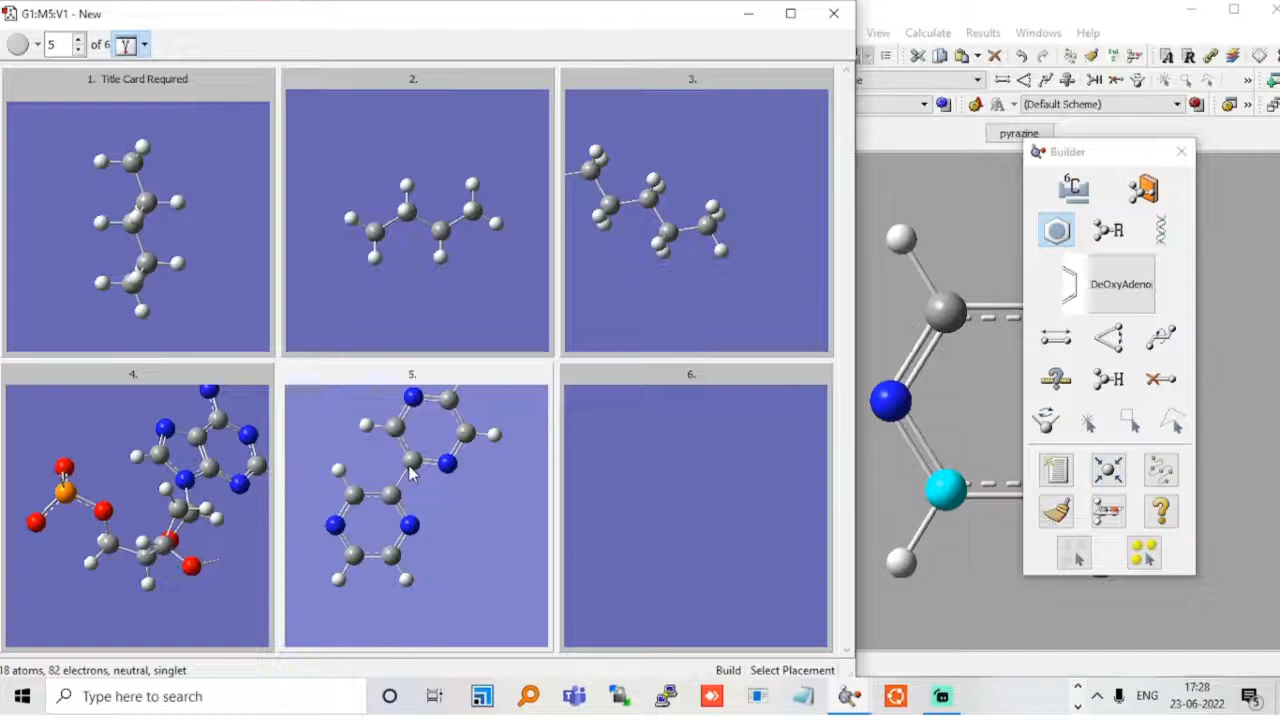 G1:M5:V1 - New
5 of 6
View Calculate Results Windows Help
(Default Scheme)
pyrazine
Builder
6C
R
DeOxyAdeno
H
1. Title Card Required
2.
3.
4.
5.
6.
18 atoms, 82 electrons, neutral, singlet
Build Select Placement
Type here to search
ENG
17:28
23-06-2022
5